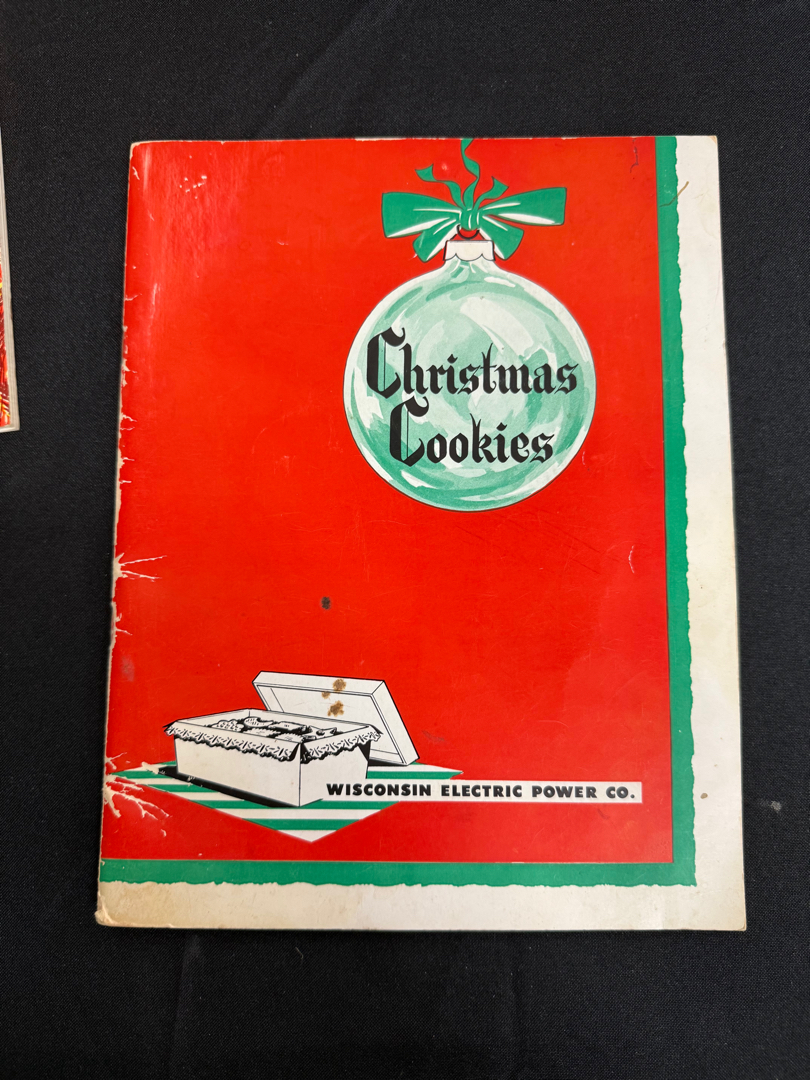 Christmas
Cookies
WISCONSIN ELECTRIC POWER CO.